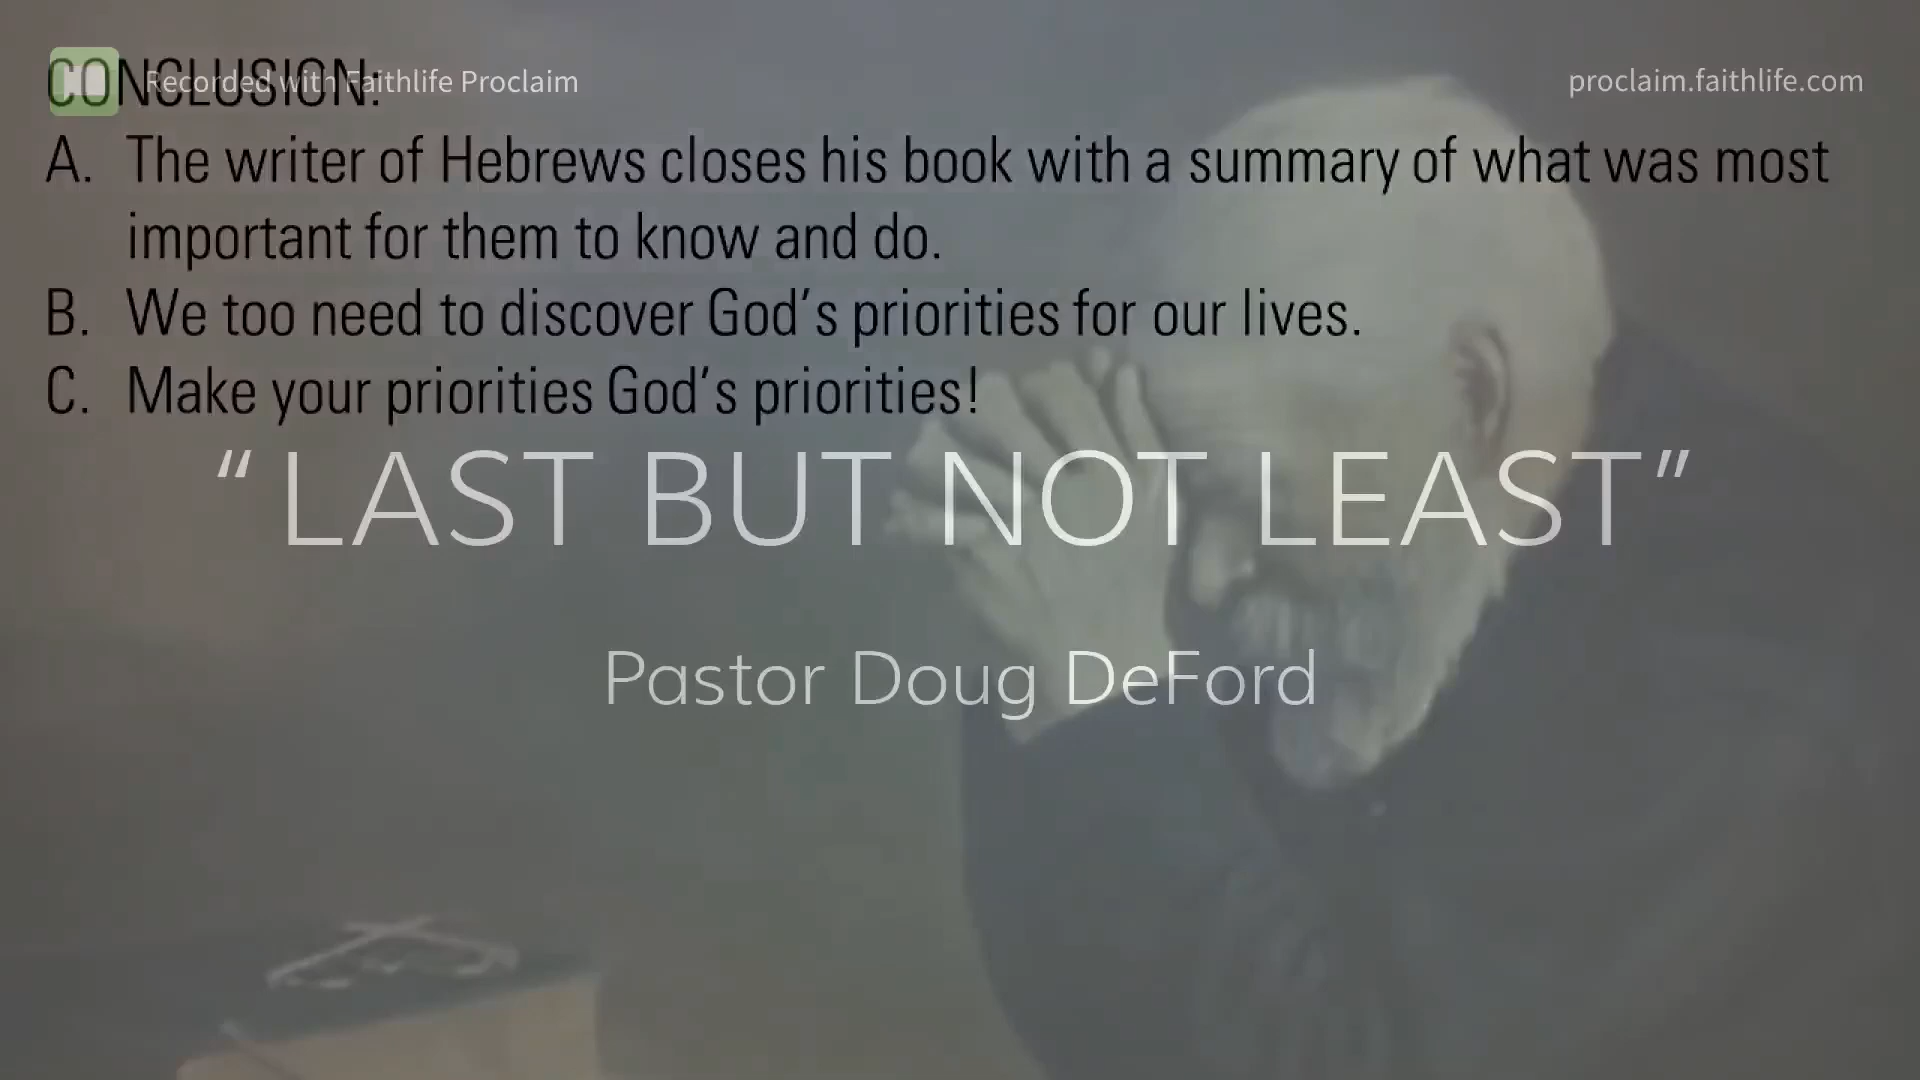 CONCLUSION:
Recorded with Faithlife Proclaim
proclaim.faithlife.com
A. The writer of Hebrews closes his book with a summary of what was most
important for them to know and do.
B. We too need to discover God’s priorities for our lives.
C. Make your priorities God’s priorities!
“LAST BUT NOT LEAST”
Pastor Doug DeFord